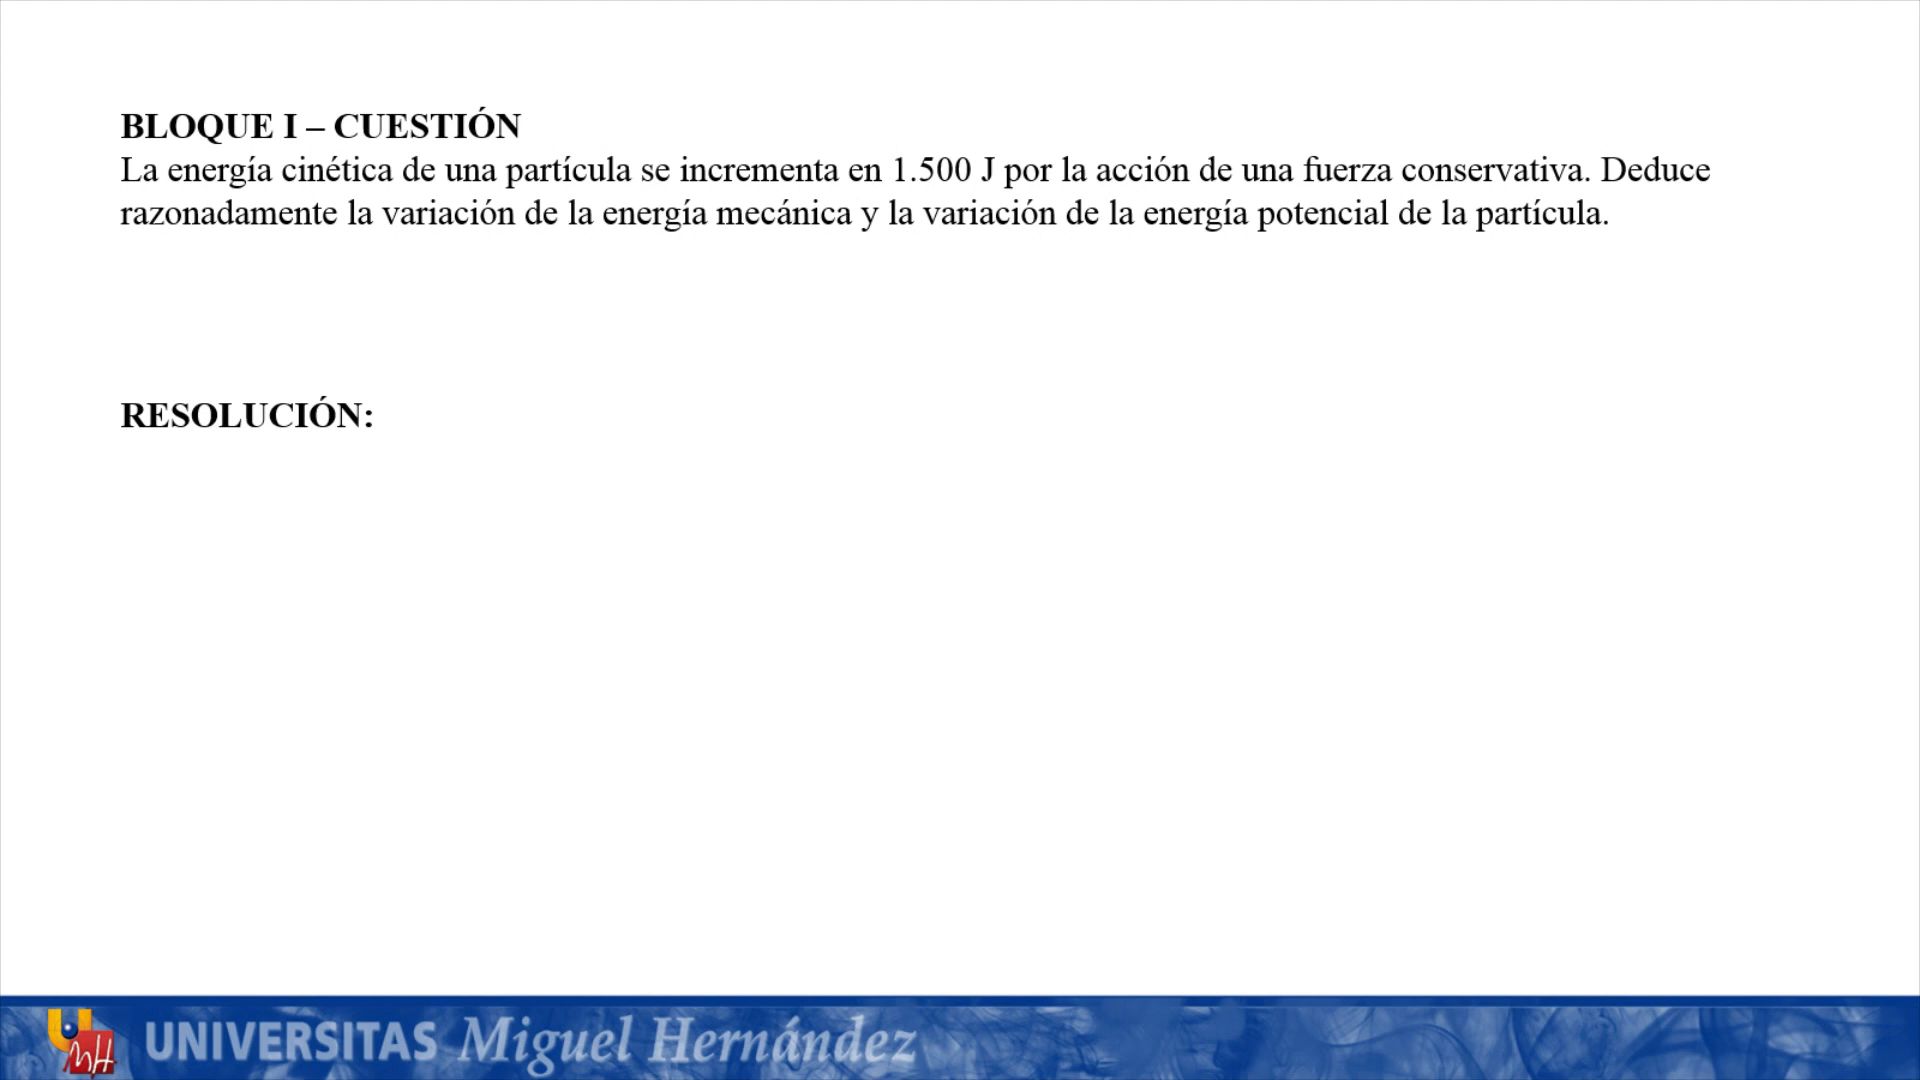 BLOQUE I – CUESTIÓN
La energía cinética de una partícula se incrementa en 1.500 J por la acción de una fuerza conservativa. Deduce
razonadamente la variación de la energía mecánica y la variación de la energía potencial de la partícula.
RESOLUCIÓN:
UNIVERSITAS Miguel Hernández